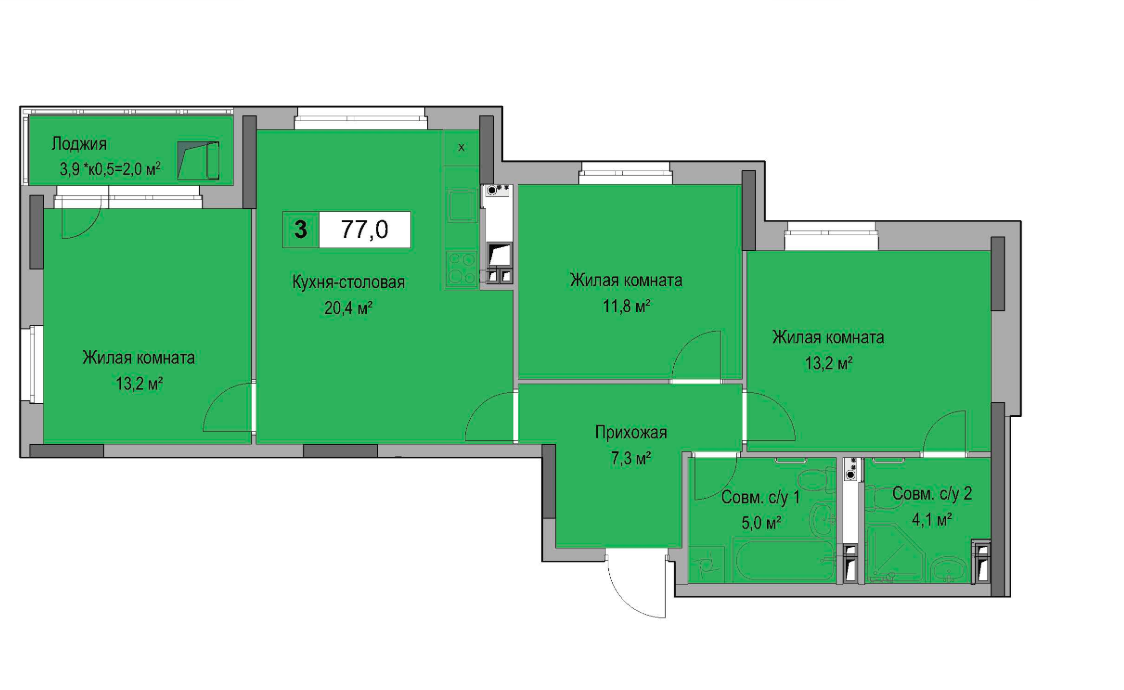 Лоджия
3,9 *к0,5=2,0 м²
х
3 77,0
Кухня-столовая
20,4 м²
Жилая комната
11,8 м²
Жилая комната
13,2 м²
Жилая комната
13,2 м²
Прихожая
7,3 м²
Совм. с/у 1
5,0 м²
Совм. с/у 2
4,1 м²